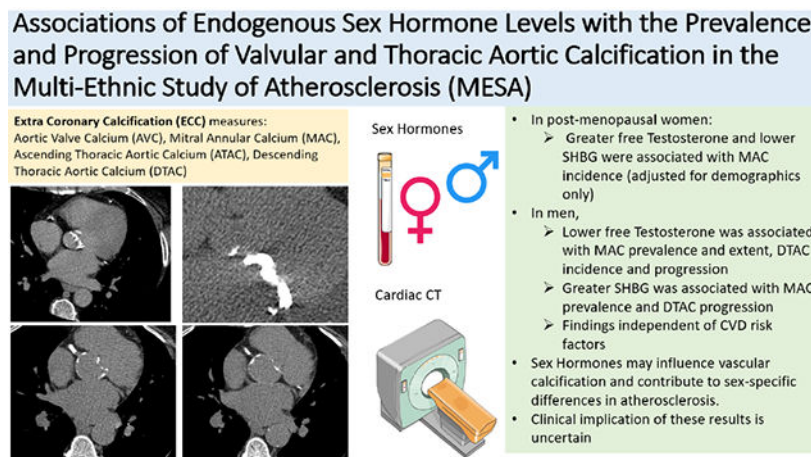 Associations of Endogenous Sex Hormone Levels with the Prevalence
and Progression of Valvular and Thoracic Aortic Calcification in the
Multi-Ethnic Study of Atherosclerosis (MESA)
Extra Coronary Calcification (ECC) measures:
Aortic Valve Calcium (AVC), Mitral Annular Calcium (MAC),
Ascending Thoracic Aortic Calcium (ATAC), Descending
Thoracic Aortic Calcium (DTAC)
Sex Hormones
Cardiac CT
• In post-menopausal women:
➢ Greater free Testosterone and lower
SHBG were associated with MAC
incidence (adjusted for demographics
only)
• In men,
➢ Lower free Testosterone was associated
with MAC prevalence and extent, DTAC
incidence and progression
➢ Greater SHBG was associated with MAC
prevalence and DTAC progression
➢ Findings independent of CVD risk
factors
• Sex Hormones may influence vascular
calcification and contribute to sex-specific
differences in atherosclerosis.
• Clinical implication of these results is
uncertain